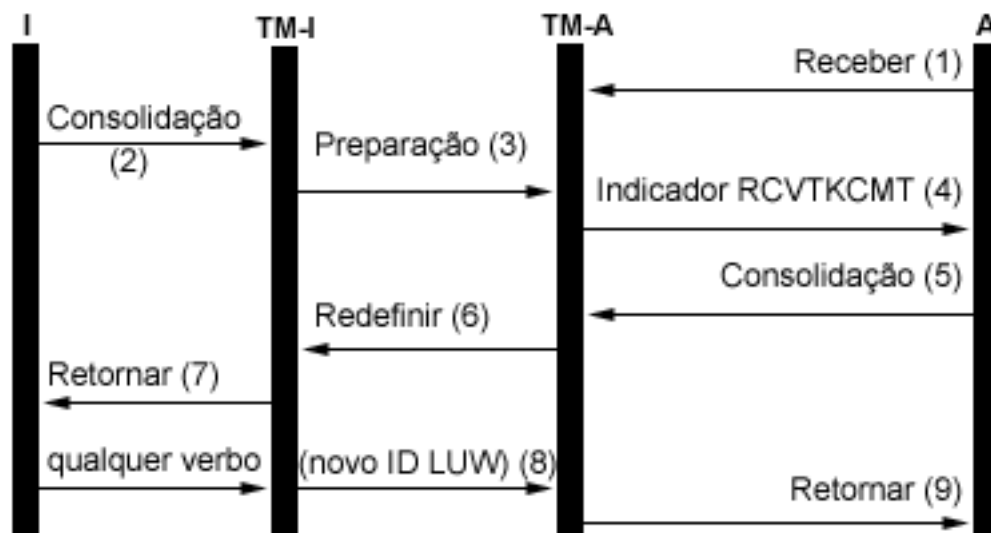 I TM-I TM-A A
Receber (1)
Consolidação
(2)
Preparação (3)
Indicador RCVTKCMT (4)
Consolidação (5)
Redefinir (6)
Retornar (7)
qualquer verbo (novo ID LUW) (8)
Retornar (9)